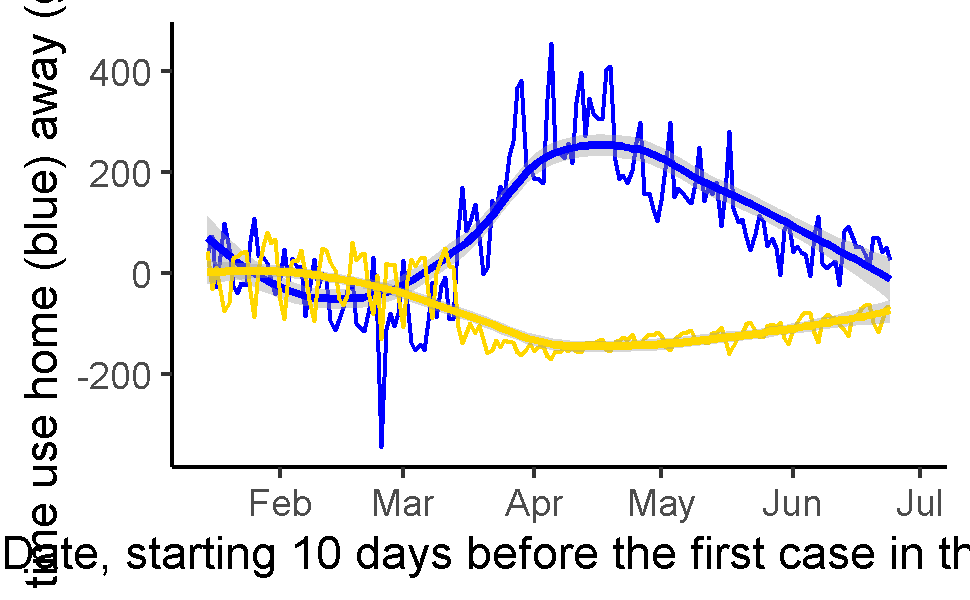 time use home (blue) away (
400
200
0
-200
Feb Mar Apr May Jun Jul
Date, starting 10 days before the first case in th